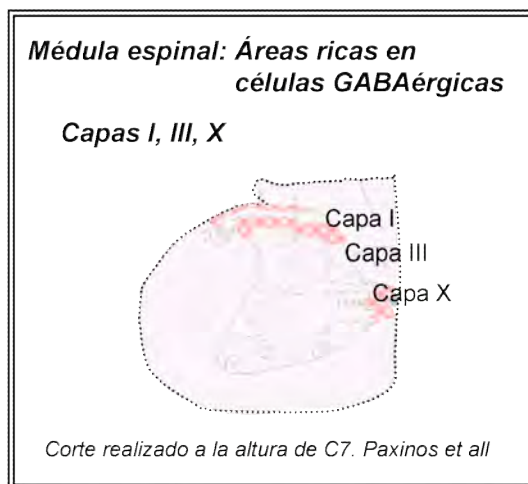 Médula espinal: Áreas ricas en
células GABAérgicas
Capas I, III, X
Capa I
Capa III
Capa X
Corte realizado a la altura de C7. Paxinos et all